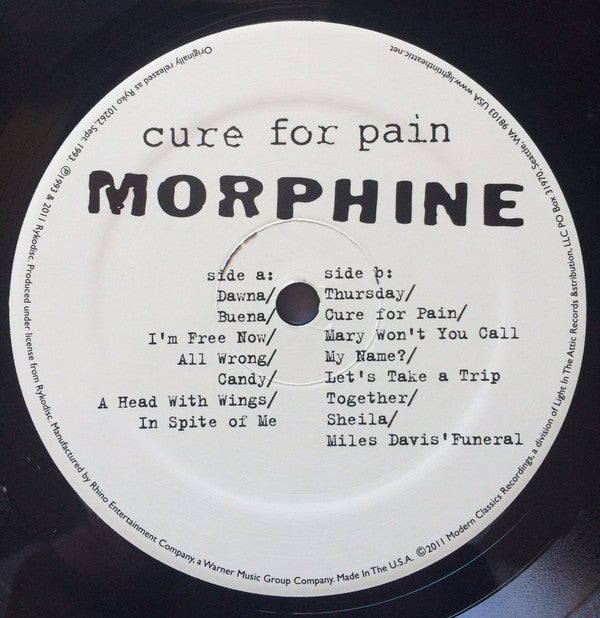 cure for pain
MORPHINE
side a:
Dawna/
Buena/
I'm Free Now/
All Wrong/
Candy/
A Head With Wings/
In Spite of Me
side b:
Thursday/
Cure for Pain/
Mary Won't You Call
My Name?/
Let's Take a Trip
Together/
Sheila/
Miles Davis'Funeral
Originally released as Ryko 10262, Sept. 1993. ℗1993 & 2011 Rykodisc. Produced under license from Rykodisc. Manufactured by Rhino Entertainment Company, a Warner Music Group Company. Made In The U.S.A. ©2011 Modern Classics Recordings, a division of Light In The Attic Records &stribution, LLC PO Box 31970, Seattle, WA 98103 USA www.lightintheattic.net